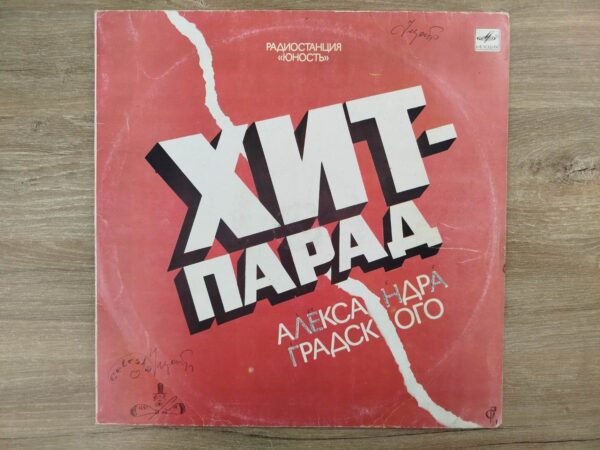 РАДИОСТАНЦИЯ
«ЮНОСТЬ»
ХИТ-
ПАРАД
АЛЕКСАНДРА
ГРАДСКОГО